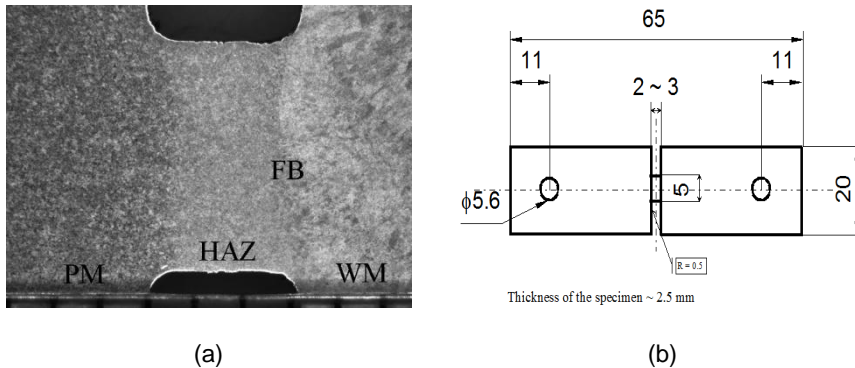 FB
HAZ
PM
WM
65
11
11
2 ~ 3
ϕ5.6
5
20
R = 0.5
Thickness of the specimen ~ 2.5 mm
(a)
(b)